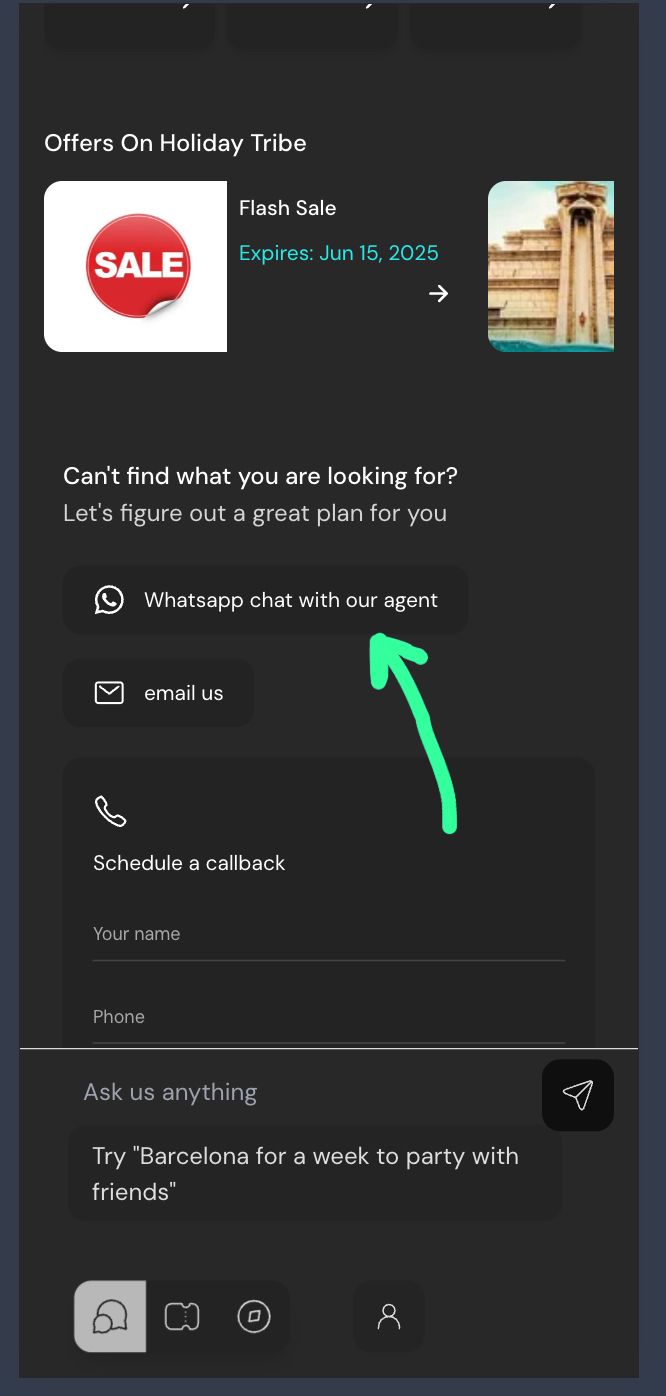 Offers On Holiday Tribe
SALE
Flash Sale
Expires: Jun 15, 2025
Can't find what you are looking for?
Let's figure out a great plan for you
Whatsapp chat with our agent
email us
Schedule a callback
Your name
Phone
Ask us anything
Try "Barcelona for a week to party with
friends"